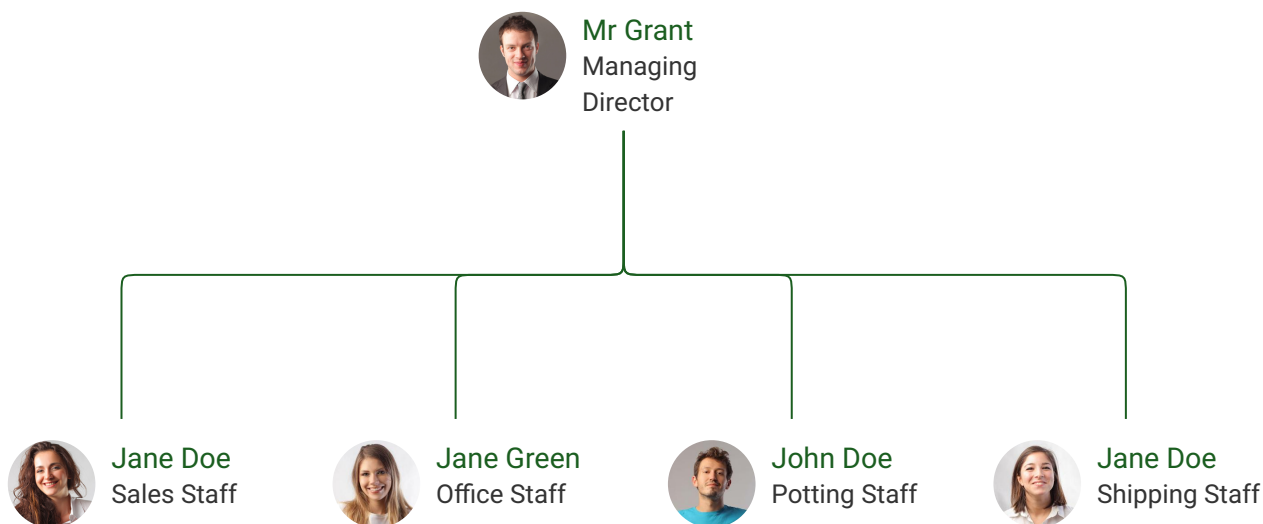 Mr Grant
Managing
Director
Jane Doe
Sales Staff
Jane Green
Office Staff
John Doe
Potting Staff
Jane Doe
Shipping Staff